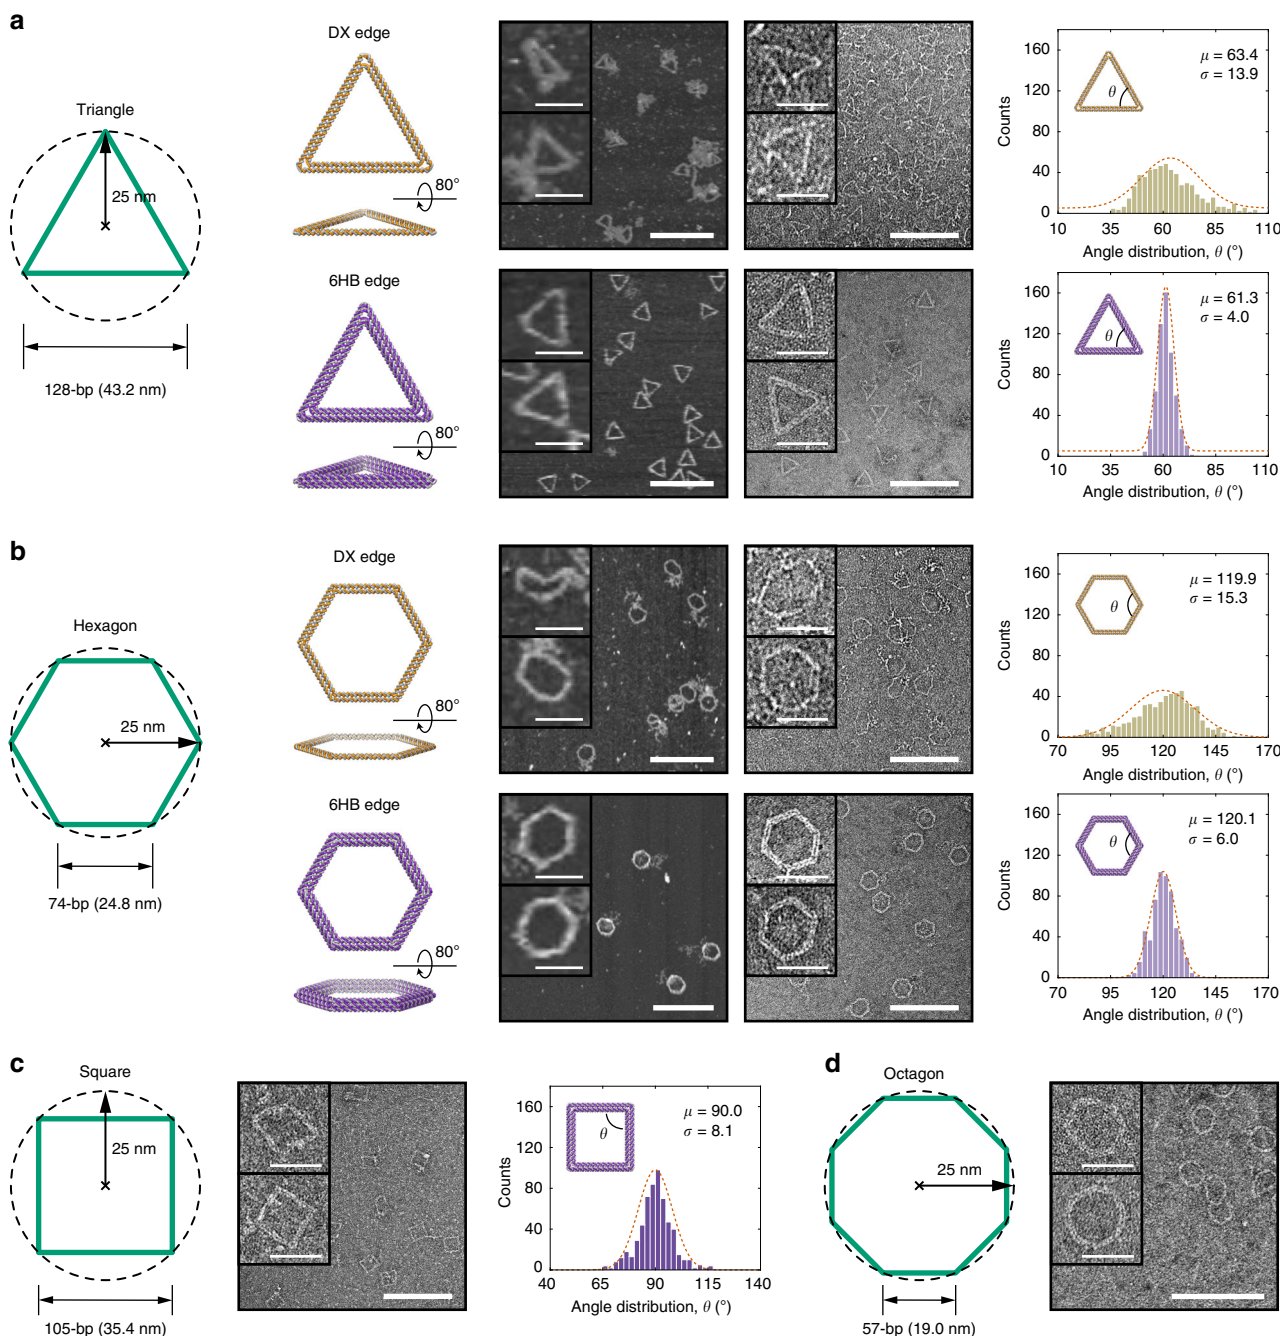 a
Triangle
25 nm
128-bp (43.2 nm)
DX edge
80°
6HB edge
80°
Counts
160
120
80
40
0
μ = 63.4
σ = 13.9
θ
10 35 60 85 110
Angle distribution, θ (°)
Counts
160
120
80
40
0
μ = 61.3
σ = 4.0
θ
10 35 60 85 110
Angle distribution, θ (°)
b
Hexagon
25 nm
74-bp (24.8 nm)
DX edge
80°
6HB edge
80°
Counts
160
130
80
40
0
μ = 119.9
σ = 15.3
θ
70 95 120 145 170
Angle distribution, θ (°)
Counts
160
130
80
40
0
μ = 120.1
σ = 6.0
θ
70 95 120 145 170
Angle distribution, θ (°)
c
Square
25 nm
105-bp (35.4 nm)
Counts
160
120
80
40
0
μ = 90.0
σ = 8.1
θ
40 65 90 115 140
Angle distribution, θ (°)
d
Octagon
25 nm
57-bp (19.0 nm)